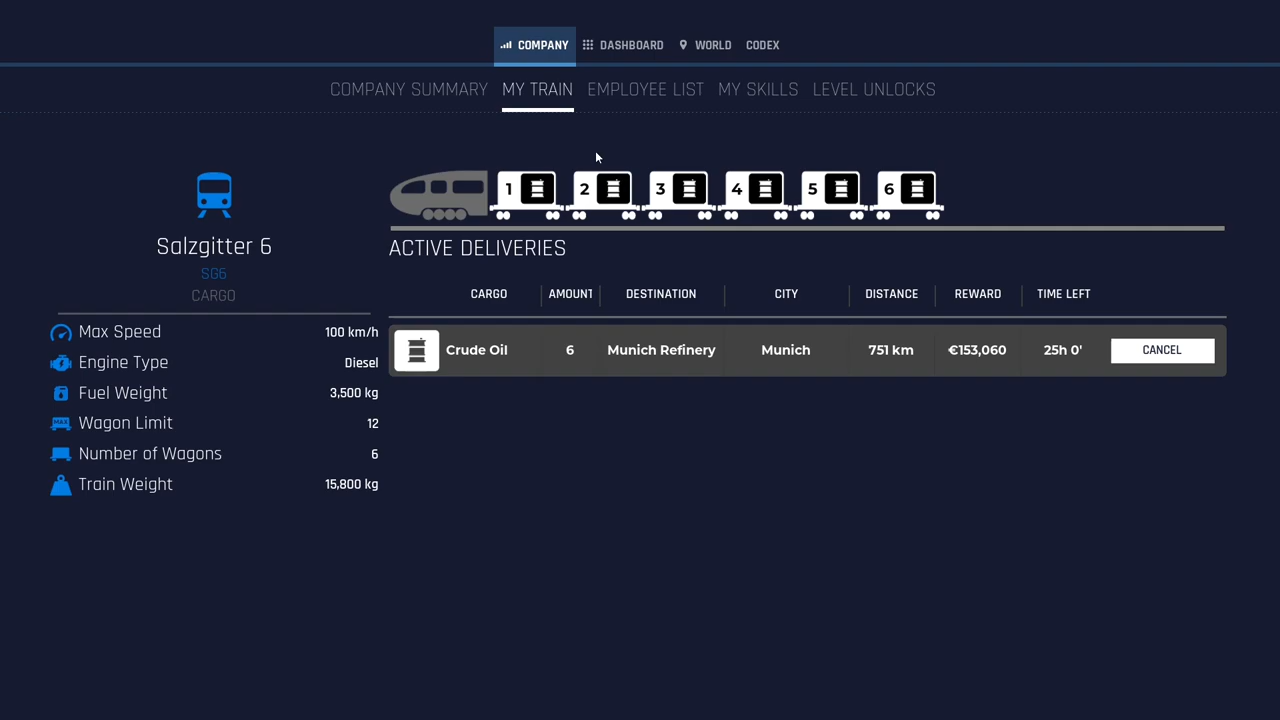 COMPANY DASHBOARD WORLD CODEX
COMPANY SUMMARY MY TRAIN EMPLOYEE LIST MY SKILLS LEVEL UNLOCKS
1 2 3 4 5 6
Salzgitter 6
SG6
CARGO
Max Speed 100 km/h
Engine Type Diesel
Fuel Weight 3,500 kg
MAX Wagon Limit 12
Number of Wagons 6
Train Weight 15,800 kg
ACTIVE DELIVERIES
CARGO AMOUNT DESTINATION CITY DISTANCE REWARD TIME LEFT
Crude Oil 6 Munich Refinery Munich 751 km €153,060 25h 0' CANCEL